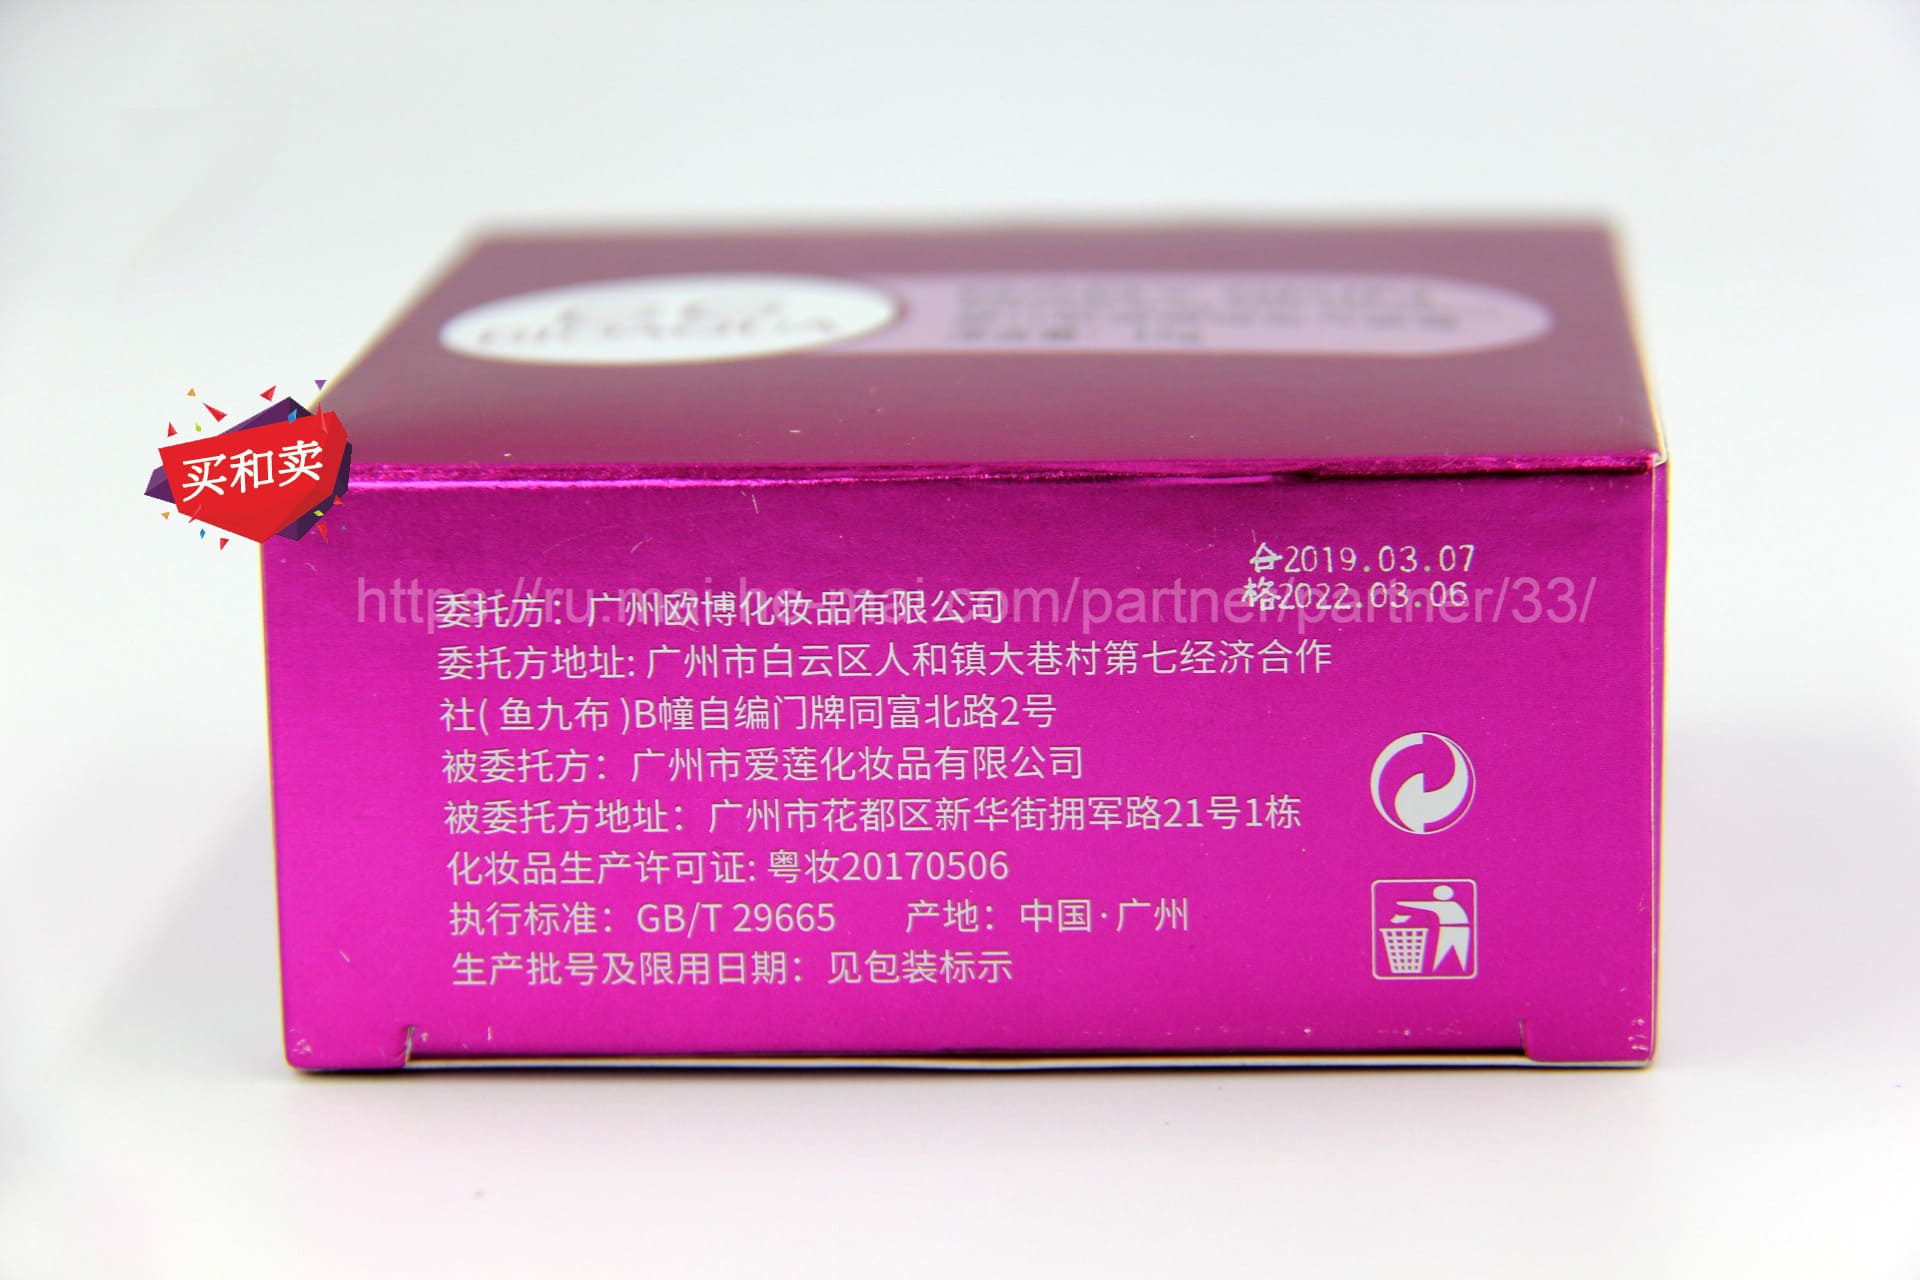 买和卖
合2019.03.07
格2022.03.06
https://ru.mai-he-mai.com/partner/partner/33/
委托方：广州欧博化妆品有限公司
委托方地址: 广州市白云区人和镇大巷村第七经济合作
社( 鱼九布 )B幢自编门牌同富北路2号
被委托方：广州市爱莲化妆品有限公司
被委托方地址：广州市花都区新华街拥军路21号1栋
化妆品生产许可证: 粤妆20170506
执行标准：GB/T 29665 产地：中国·广州
生产批号及限用日期：见包装标示